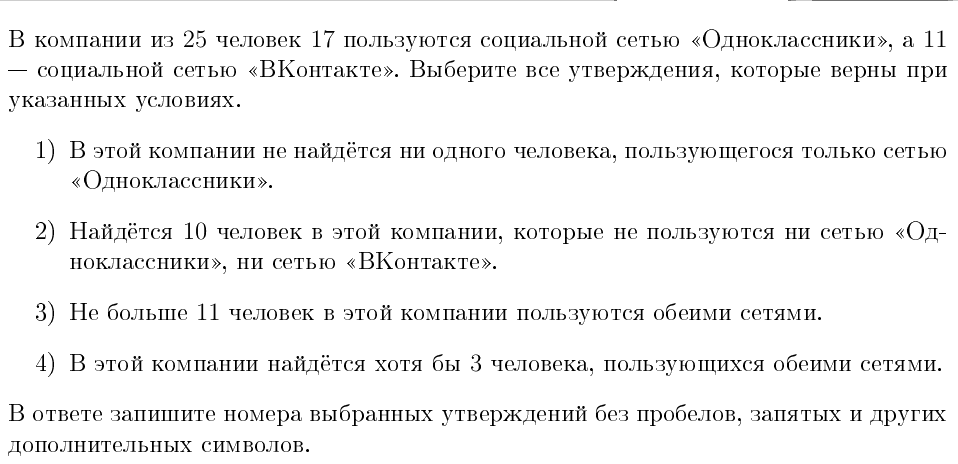 В компании из 25 человек 17 пользуются социальной сетью «Одноклассники», а 11
— социальной сетью «ВКонтакте». Выберите все утверждения, которые верны при
указанных условиях.
1) В этой компании не найдётся ни одного человека, пользующегося только сетью
«Одноклассники».
2) Найдётся 10 человек в этой компании, которые не пользуются ни сетью «Од-
ноклассники», ни сетью «ВКонтакте».
3) Не больше 11 человек в этой компании пользуются обеими сетями.
4) В этой компании найдётся хотя бы 3 человека, пользующихся обеими сетями.
В ответе запишите номера выбранных утверждений без пробелов, запятых и других
дополнительных символов.